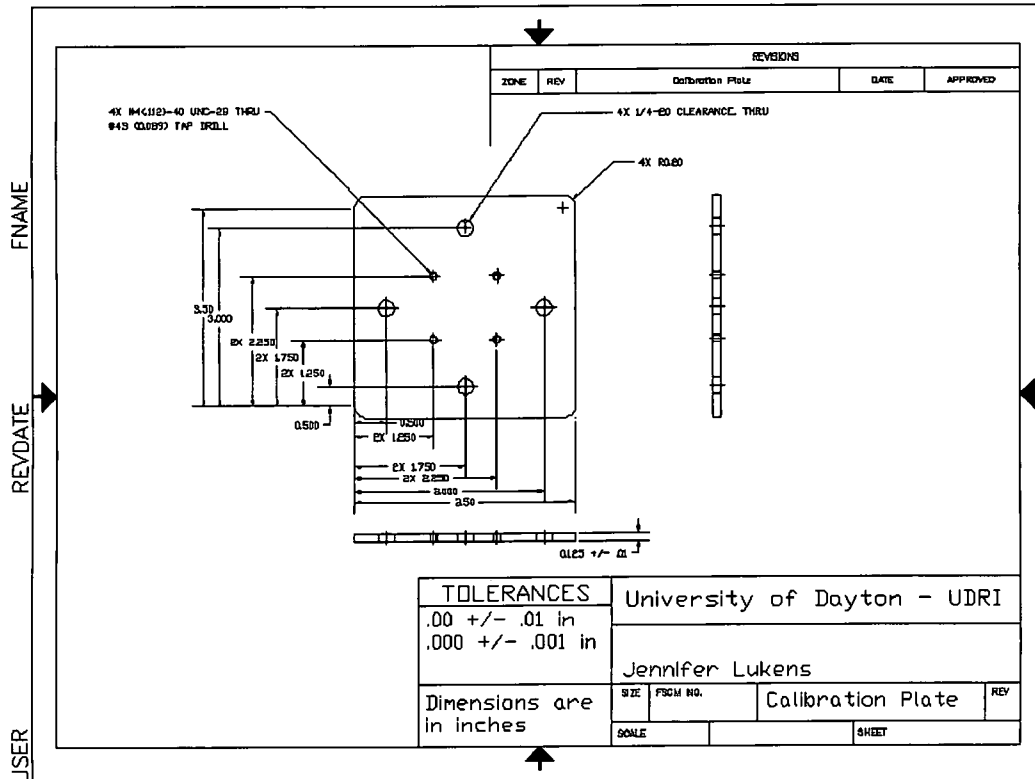 REVISIONS
ZONE REV Calibration Plate DATE APPROVED
4X #4(.112)-40 UNC-2B THRU
#43 (0.089) TAP DRILL
4X 1/4-20 CLEARANCE THRU
4X R0.20
FNAME
REVDATE
USER
3.50
3.000
2X 2.250
2X 1.750
2X 1.250
0.500
0.500
2X 1.250
2X 1.750
2X 2.250
3.000
3.50
0.125 +/- .01
TOLERANCES
.00 +/- .01 in
.000 +/- .001 in
Dimensions are
in inches
University of Dayton - UDRI
Jennifer Lukens
SIZE FSCM NO. Calibration Plate REV
SCALE SHEET